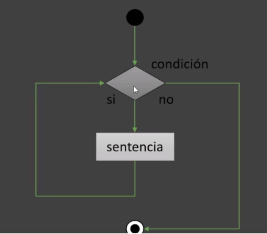 condición
si no
sentencia